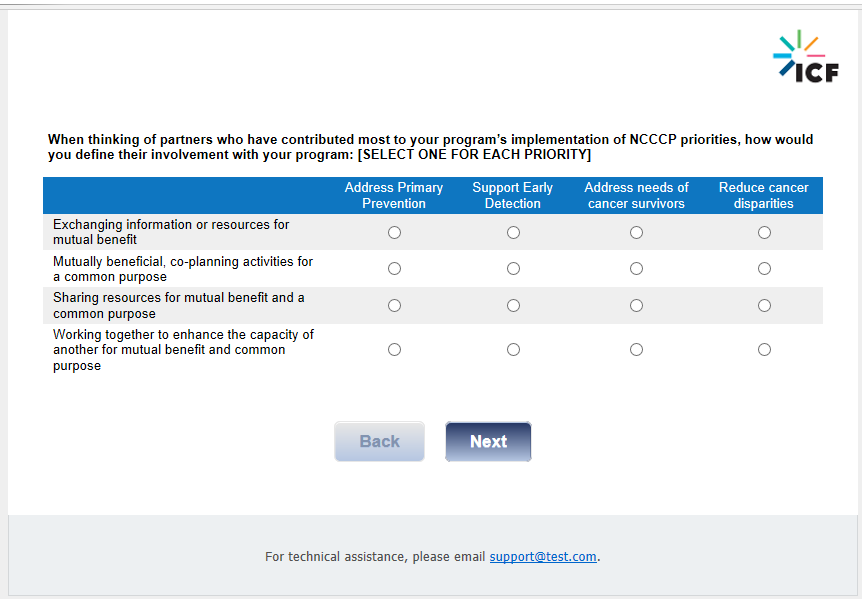 ICF
When thinking of partners who have contributed most to your program's implementation of NCCCP priorities, how would
you define their involvement with your program: [SELECT ONE FOR EACH PRIORITY]
Address Primary Prevention
Support Early Detection
Address needs of cancer survivors
Reduce cancer disparities
Exchanging information or resources for
mutual benefit
Mutually beneficial, co-planning activities for
a common purpose
Sharing resources for mutual benefit and a
common purpose
Working together to enhance the capacity of
another for mutual benefit and common
purpose
Back
Next
For technical assistance, please email support@test.com.